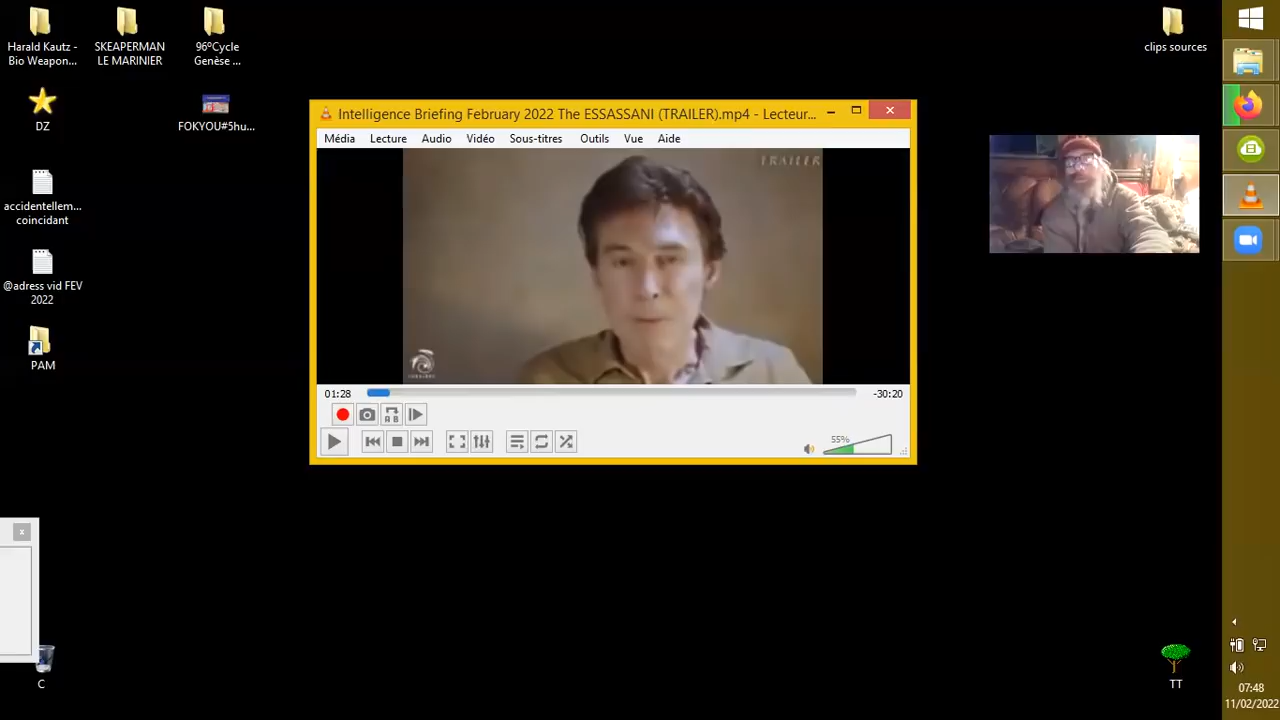 Harald Kautz -
Bio Weapon...
SKEAPERMAN
LE MARINIER
96°Cycle
Genèse ...
clips sources
DZ
FOKYOU#5hu...
accidentellem...
coincidant
@adress vid FEV
2022
PAM
Intelligence Briefing February 2022 The ESSASSANI (TRAILER).mp4 - Lecteur...
Média Lecture Audio Vidéo Sous-titres Outils Vue Aide
TRAILER
01:28
-30:20
A B
55%
x
C
TT
07:48
11/02/2022